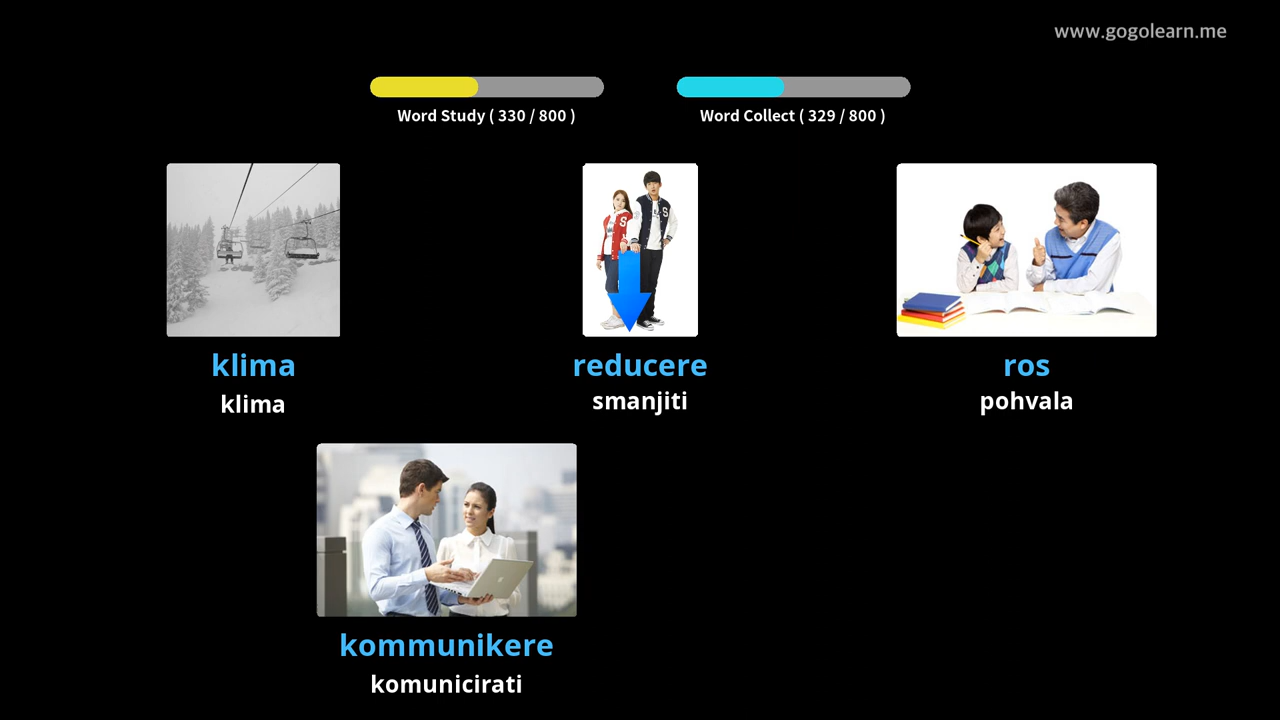 www.gogolearn.me
Word Study ( 330 / 800 )
Word Collect ( 329 / 800 )
klima
klima
reducere
smanjiti
ros
pohvala
kommunikere
komunicirati